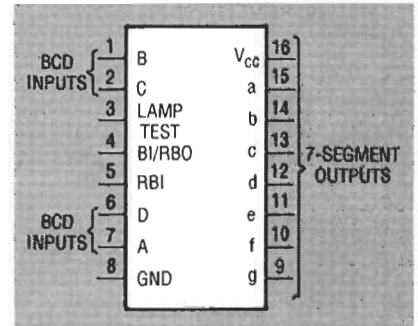 1 B VCC 16
BCD INPUTS
2 C a 15
3 LAMP TEST b 14
4 BI/RBO c 13
7-SEGMENT OUTPUTS
5 RBI d 12
6 D e 11
BCD INPUTS
7 A f 10
8 GND g 9